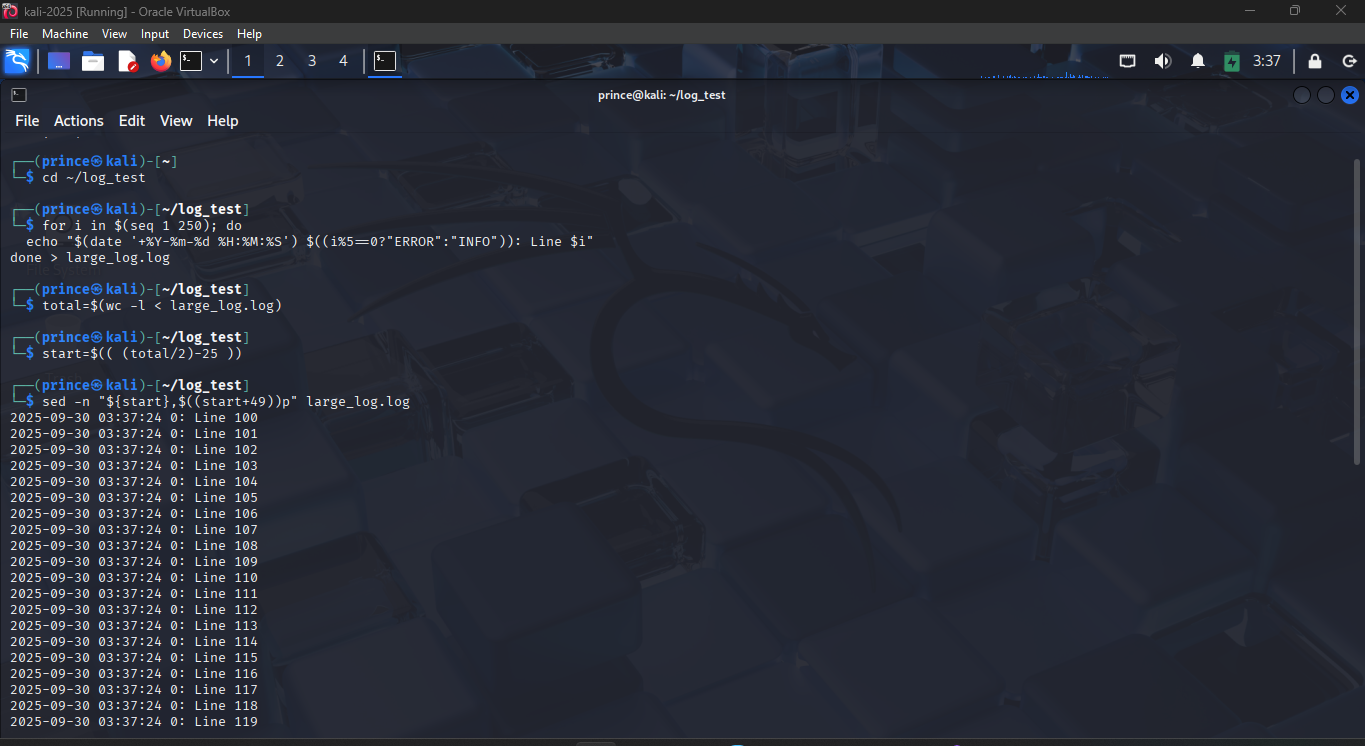 kali-2025 [Running] - Oracle VirtualBox
File Machine View Input Devices Help
1 2 3 4 3:37
prince@kali: ~/log_test
File Actions Edit View Help
┌──(prince㉿kali)-[~]
└─$ cd ~/log_test
┌──(prince㉿kali)-[~/log_test]
└─$ for i in $(seq 1 250); do
  echo "$(date '+%Y-%m-%d %H:%M:%S') $((i%5==0?"ERROR":"INFO")): Line $i"
done > large_log.log
┌──(prince㉿kali)-[~/log_test]
└─$ total=$(wc -l < large_log.log)
┌──(prince㉿kali)-[~/log_test]
└─$ start=$(( (total/2)-25 ))
┌──(prince㉿kali)-[~/log_test]
└─$ sed -n "${start},$((start+49))p" large_log.log
2025-09-30 03:37:24 0: Line 100
2025-09-30 03:37:24 0: Line 101
2025-09-30 03:37:24 0: Line 102
2025-09-30 03:37:24 0: Line 103
2025-09-30 03:37:24 0: Line 104
2025-09-30 03:37:24 0: Line 105
2025-09-30 03:37:24 0: Line 106
2025-09-30 03:37:24 0: Line 107
2025-09-30 03:37:24 0: Line 108
2025-09-30 03:37:24 0: Line 109
2025-09-30 03:37:24 0: Line 110
2025-09-30 03:37:24 0: Line 111
2025-09-30 03:37:24 0: Line 112
2025-09-30 03:37:24 0: Line 113
2025-09-30 03:37:24 0: Line 114
2025-09-30 03:37:24 0: Line 115
2025-09-30 03:37:24 0: Line 116
2025-09-30 03:37:24 0: Line 117
2025-09-30 03:37:24 0: Line 118
2025-09-30 03:37:24 0: Line 119